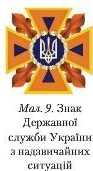 Мал. 9. Знак
Державної
служби України
з надзвичайних
ситуацій